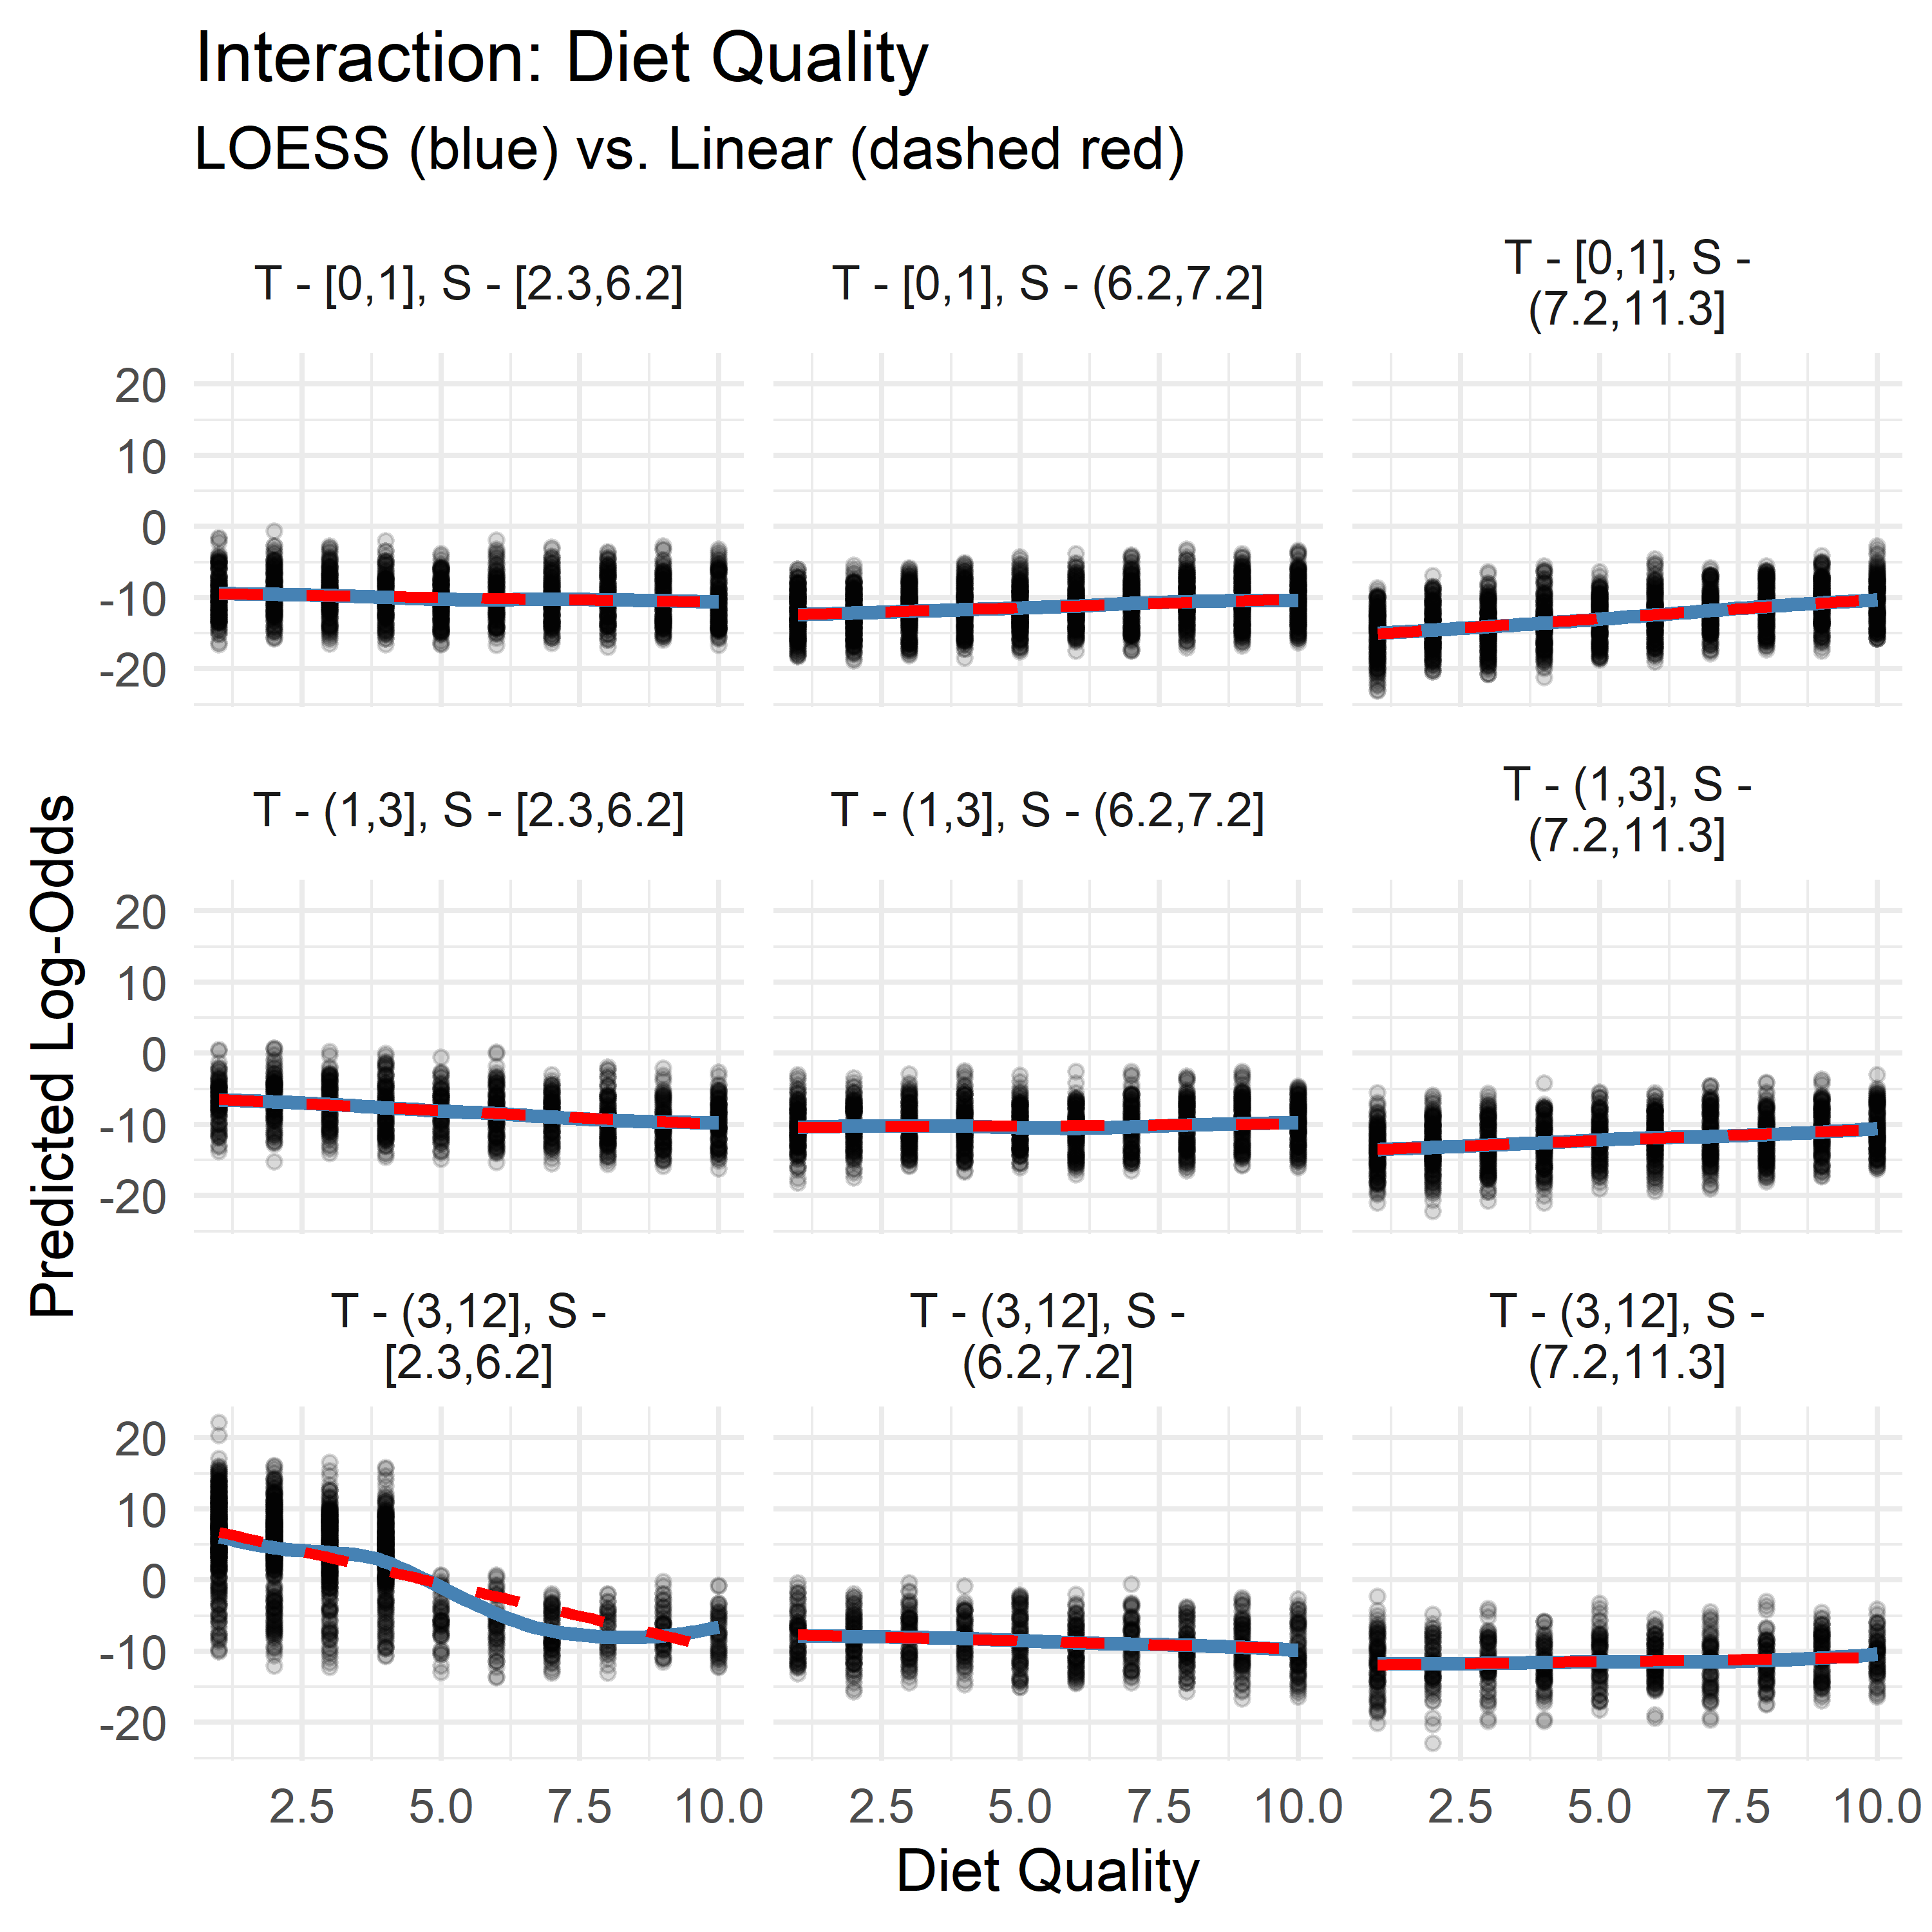 Interaction: Diet Quality
LOESS (blue) vs. Linear (dashed red)
T - [0,1], S - [2.3,6.2]
T - [0,1], S - (6.2,7.2]
T - [0,1], S -
(7.2,11.3]
20
10
0
-10
-20
T - (1,3], S - [2.3,6.2]
T - (1,3], S - (6.2,7.2]
T - (1,3], S -
(7.2,11.3]
20
10
0
-10
-20
Predicted Log-Odds
T - (3,12], S -
[2.3,6.2]
T - (3,12], S -
(6.2,7.2]
T - (3,12], S -
(7.2,11.3]
20
10
0
-10
-20
2.5 5.0 7.5 10.0
2.5 5.0 7.5 10.0
2.5 5.0 7.5 10.0
Diet Quality